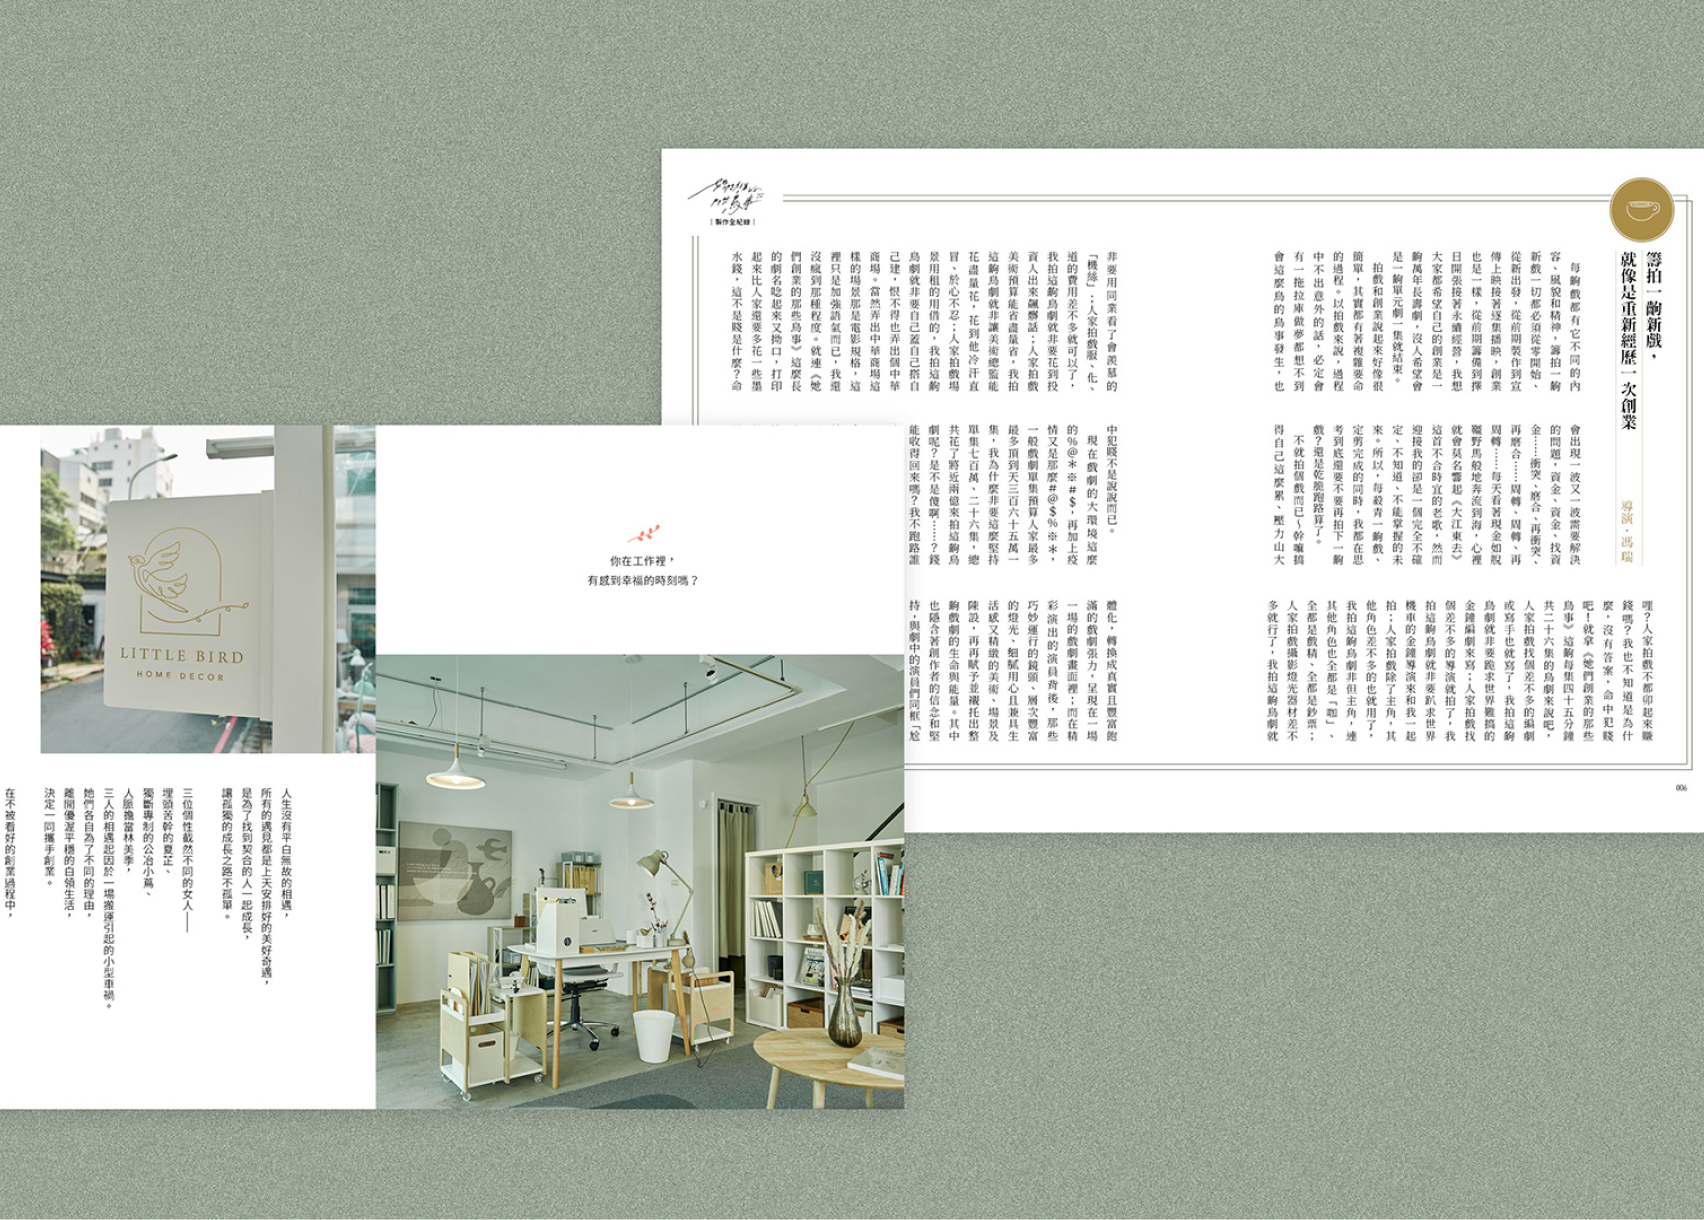 製作全紀錄
籌拍一齣新戲，
就像是重新經歷一次創業
導演・馮瑞
每齣戲都有它不同的內
容、風貌和精神，籌拍一齣
新戲一切都必須從零開始、
從新出發，從前期製作到宣
傳上映接著逐集播映，創業
也是一樣，從前期籌備到擇
日開張接著永續經營，我想
大家都希望自己的創業是一
齣萬年長壽劇，沒人希望會
是一齣單元劇一集就結束。
拍戲和創業說起來好像很
簡單，其實都有著複雜要命
的過程。以拍戲來說，過程
中不出意外的話，必定會
有一拖拉庫做夢都想不到
會這麼鳥的鳥事發生，也
會出現一波又一波需要解決
的問題，資金、資金、找資
金……衝突、磨合、再衝突、
再磨合……周轉、周轉、再
周轉……每天看著現金如脫
韁野馬般地奔流到海，心裡
就會莫名響起《大江東去》
這首不合時宜的老歌，然而
迎接我的卻是一個完全不確
定、不知道、不能掌握的未
來。所以，每殺青一齣戲、
定剪完成的同時，我都在思
考到底還要不要再拍下一齣
戲？還是乾脆跑路算了。
不就拍個戲而已～幹嘛搞
得自己這麼累、壓力山大
哩？人家拍戲不都卯起來賺
錢嗎？我也不知道是為什
麼，沒有答案，命中犯賤
吧！就拿《她們創業的那些
鳥事》這齣每集四十五分鐘
共二十六集的鳥劇來說吧，
人家拍戲找個差不多的編劇
或寫手也就寫了，我拍這齣
鳥劇就非要跪求世界難搞的
金鐘編劇來寫；人家拍戲找
個差不多的導演就拍了，我
拍這齣鳥劇就非要趴求世界
機車的金鐘導演來和我一起
拍；人家拍戲除了主角，其
他角色差不多的也就用了，
我拍這齣鳥劇非但主角，連
其他角色也全都是「咖」、
全都是戲精、全都是鈔票；
人家拍戲攝影燈光器材差不
多就行了，我拍這齣鳥劇就
非要用同業看了會羨慕的
「機絲」；人家拍戲服、化、
道的費用差不多就可以了，
我拍這齣鳥劇就非要花到投
資人出來飆髒話；人家拍戲
美術預算能省盡量省，我拍
這齣鳥劇就非讓美術總監能
花盡量花，花到他冷汗直
冒、於心不忍；人家拍戲場
景用租的用借的，我拍這齣
鳥劇就非要自己蓋自己搭自
己建，恨不得也弄出個中華
商場。當然弄出中華商場這
樣的場景那是電影規格，這
裡只是加強語氣而已，我還
沒瘋到那種程度。就連《她
們創業的那些鳥事》這麼長
的劇名唸起來又拗口，打印
起來比人家還要多花一些墨
水錢，這不是賤是什麼？命
中犯賤不是說說而已。
現在戲劇的大環境這麼
的％＠＊※＃＄，再加上疫
情又是那麼＃＠＄％※＊，
一般戲劇單集預算人家最多
最多頂到天三百六十五萬一
集，我為什麼非要這麼堅持
單集七百萬、二十六集，總
共花了將近兩億來拍這齣鳥
劇呢？是不是傻啊……？錢
能收得回來嗎？我不跑路誰
體化，轉換成真實且豐富飽
滿的戲劇張力，呈現在一場
一場的戲劇畫面裡；而在精
彩演出的演員背後，那些
巧妙運行的鏡頭、層次豐富
的燈光、細膩用心且兼具生
活感又精緻的美術、場景及
陳設，再再賦予並襯托出整
齣戲劇的生命與能量。其中
也隱含著創作者的信念和堅
持，與劇中的演員們同框「尬
006
LITTLE BIRD
HOME DECOR
你在工作裡，
有感到幸福的時刻嗎？
人生沒有平白無故的相遇，
所有的遇見都是上天安排好的美好奇遇，
是為了找到契合的人一起成長，
讓孤獨的成長之路不孤單。
三位個性截然不同的女人──
埋頭苦幹的夏芷、
獨斷專制的公冶小蔦、
人脈擔當林美季，
三人的相遇起因於一場搬運引起的小型車禍。
她們各自為了不同的理由，
離開優渥平穩的白領生活，
決定一同攜手創業。
在不被看好的創業過程中，